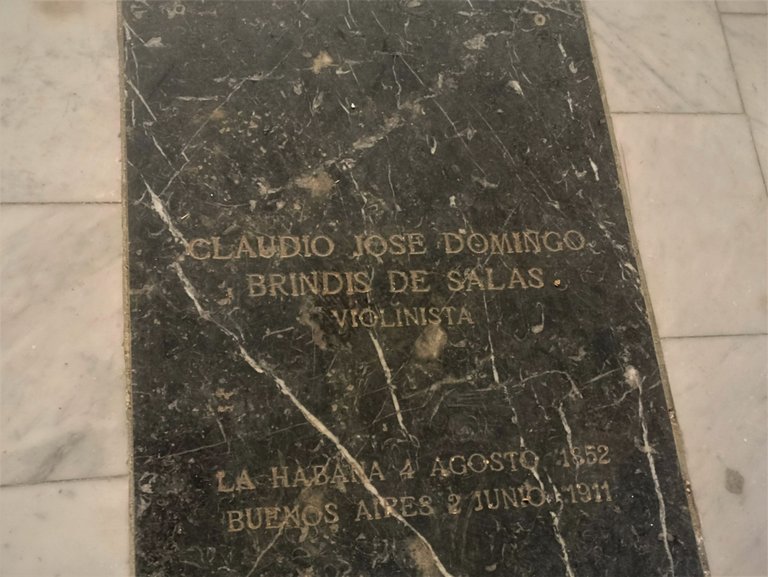 CLAUDIO JOSE DOMINGO
BRINDIS DE SALAS
VIOLINISTA
LA HABANA 4 AGOSTO 1852
BUENOS AIRES 2 JUNIO 1911